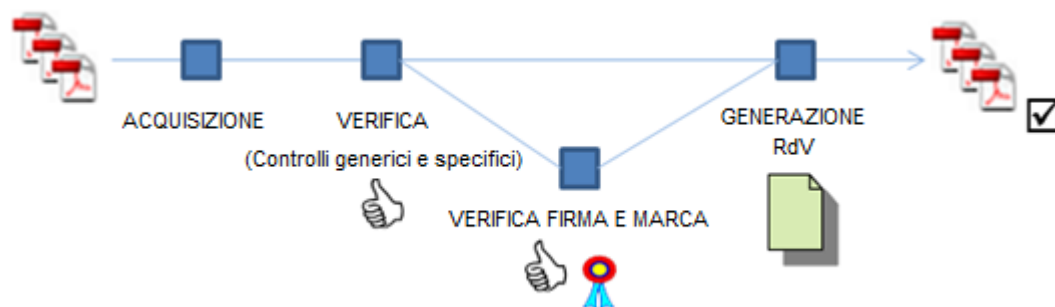 ACQUISIZIONE
VERIFICA
(Controlli generici e specifici)
VERIFICA FIRMA E MARCA
GENERAZIONE
RdV